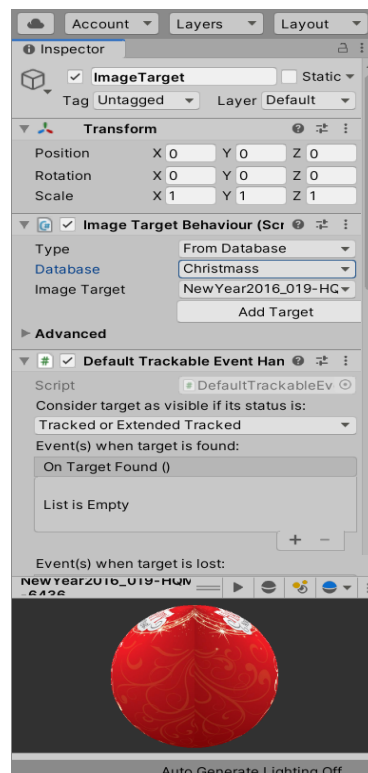 Account Layers Layout
Inspector
ImageTarget Static
Tag Untagged Layer Default
Transform
Position X 0 Y 0 Z 0
Rotation X 0 Y 0 Z 0
Scale X 1 Y 1 Z 1
Image Target Behaviour (Scr
Type From Database
Database Christmass
Image Target NewYear2016_019-HQ
Add Target
Advanced
# Default Trackable Event Han
Script # DefaultTrackableEv
Consider target as visible if its status is:
Tracked or Extended Tracked
Event(s) when target is found:
On Target Found ()
List is Empty
+ −
Event(s) when target is lost:
NewYear2016_019-HQM
-6436
Auto Generate Lighting Off